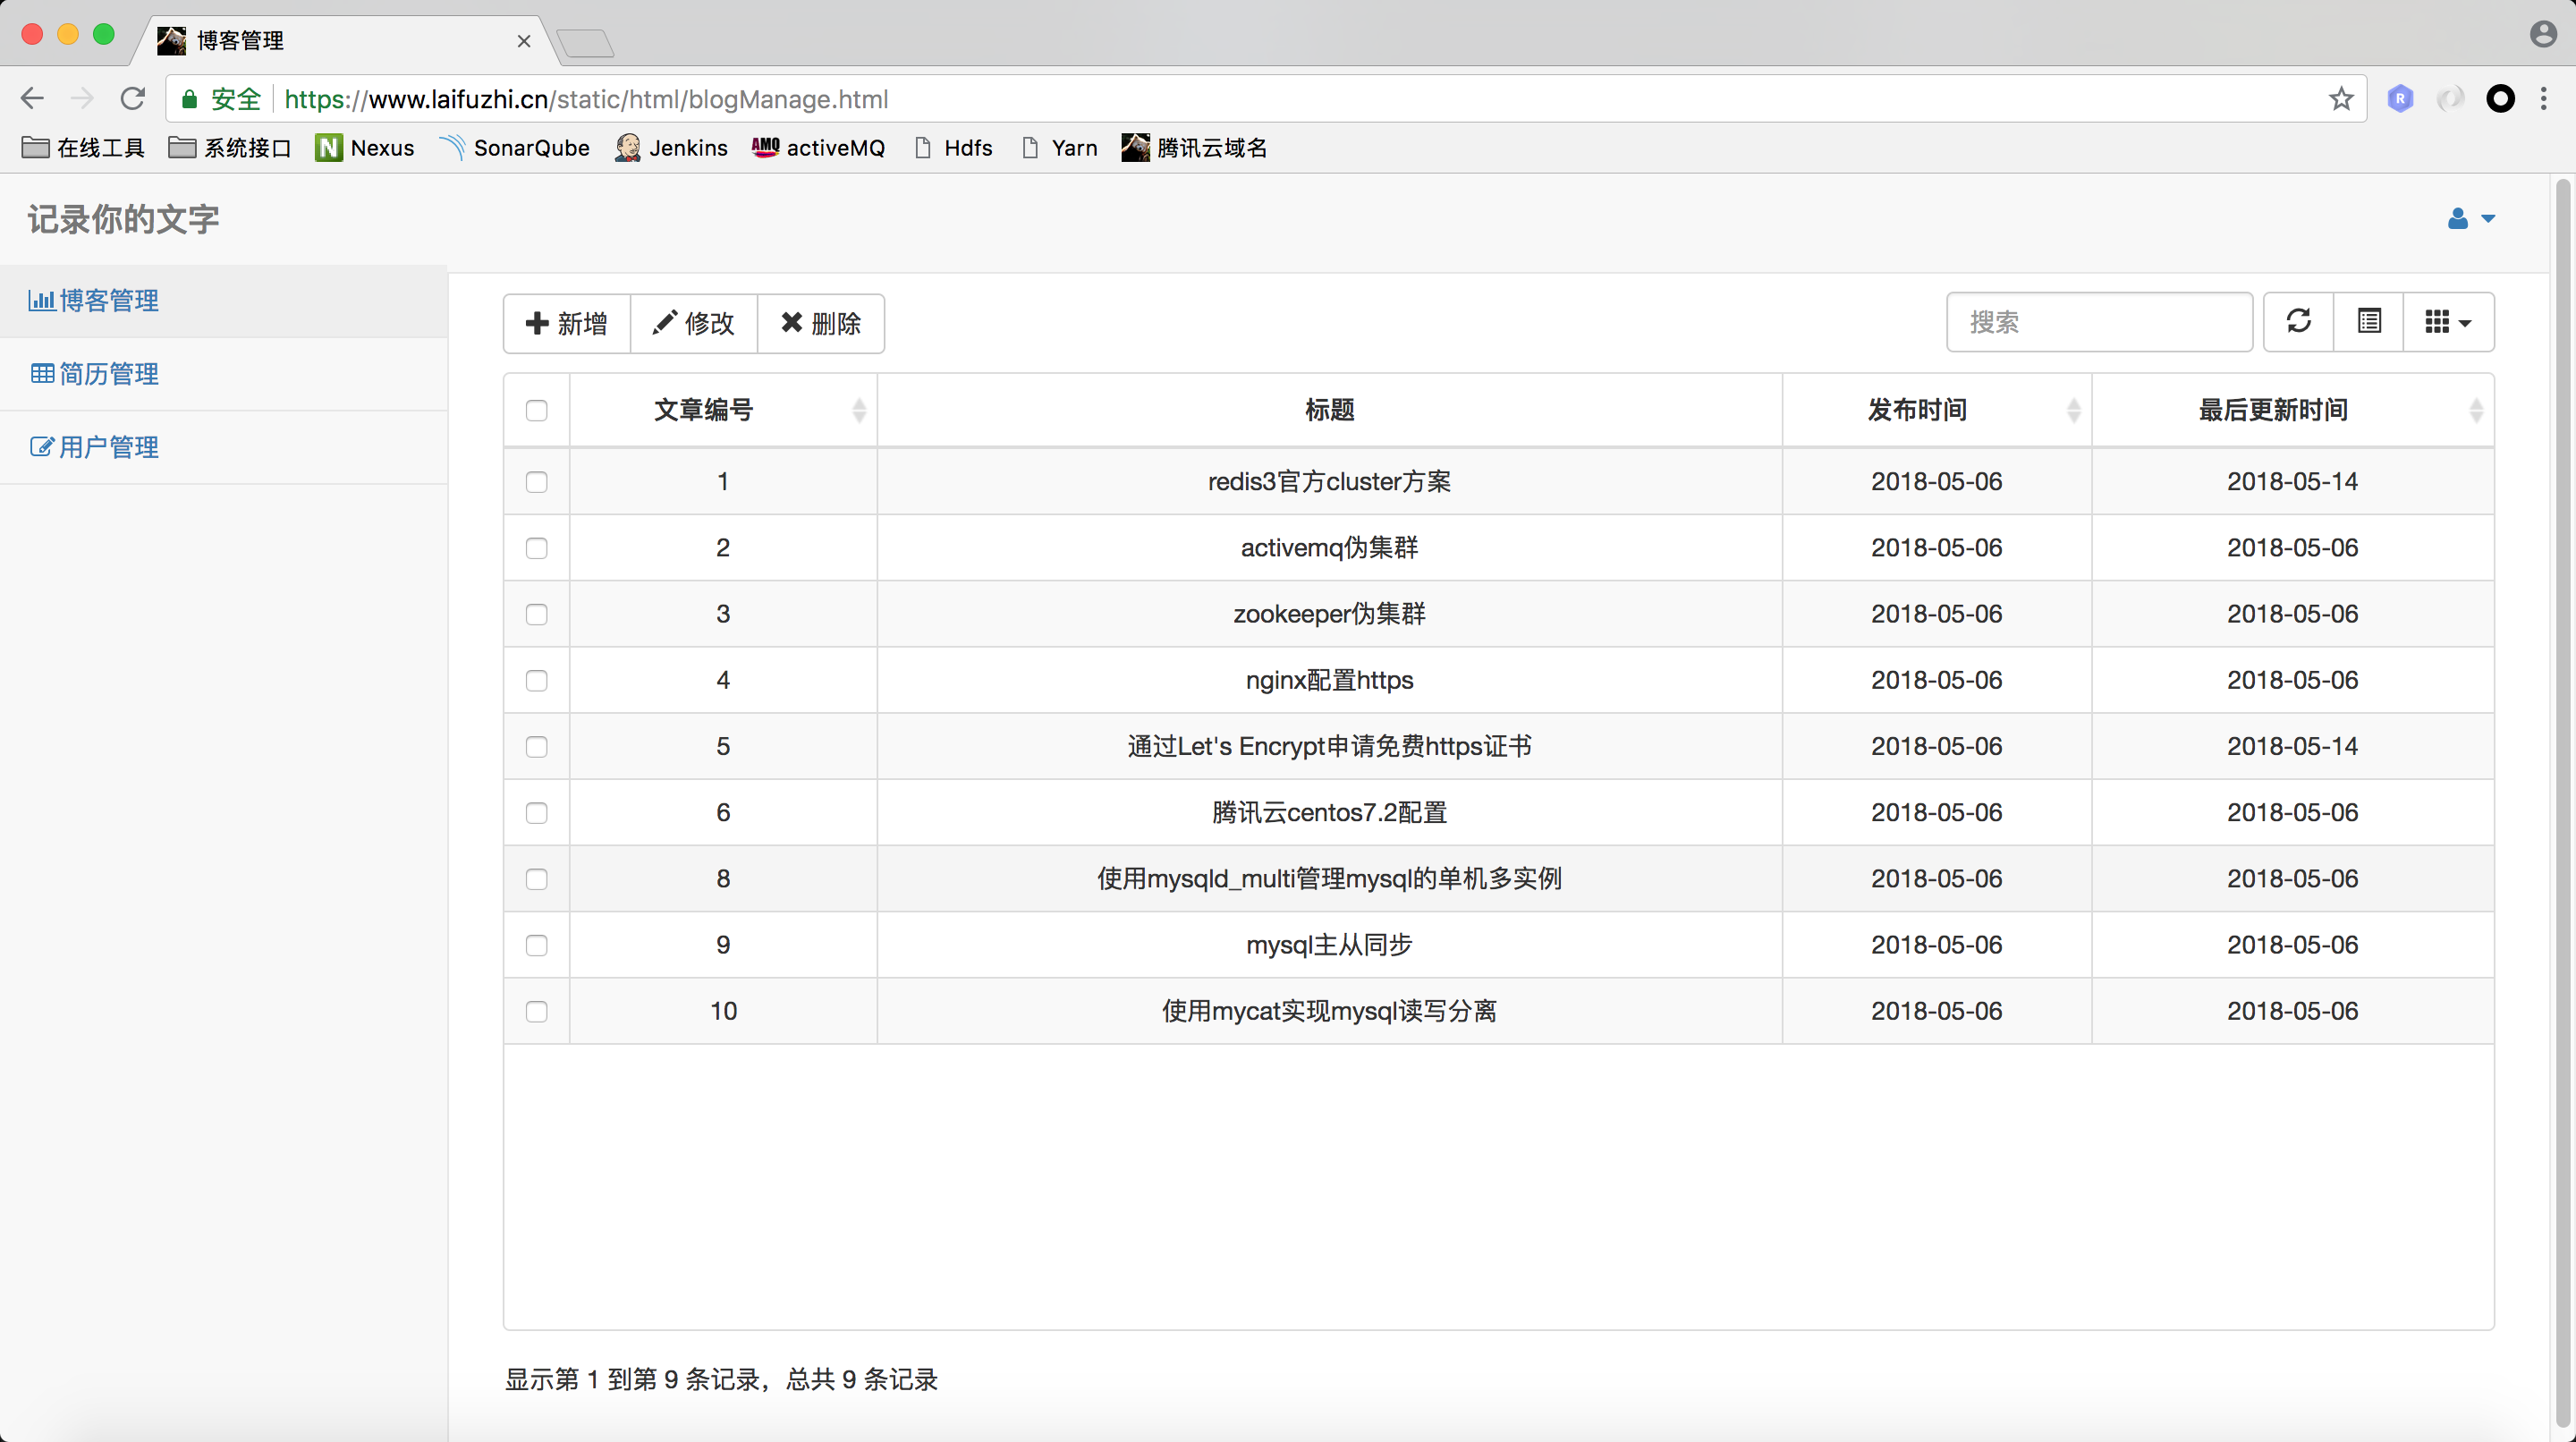 博客管理
安全 https://www.laifuzhi.cn/static/html/blogManage.html
在线工具 系统接口 Nexus SonarQube Jenkins AMQ activeMQ Hdfs Yarn 腾讯云域名
记录你的文字
博客管理
简历管理
用户管理
新增 修改 删除 搜索
文章编号 标题 发布时间 最后更新时间
1 redis3官方cluster方案 2018-05-06 2018-05-14
2 activemq伪集群 2018-05-06 2018-05-06
3 zookeeper伪集群 2018-05-06 2018-05-06
4 nginx配置https 2018-05-06 2018-05-06
5 通过Let's Encrypt申请免费https证书 2018-05-06 2018-05-14
6 腾讯云centos7.2配置 2018-05-06 2018-05-06
8 使用mysqld_multi管理mysql的单机多实例 2018-05-06 2018-05-06
9 mysql主从同步 2018-05-06 2018-05-06
10 使用mycat实现mysql读写分离 2018-05-06 2018-05-06
显示第 1 到第 9 条记录，总共 9 条记录